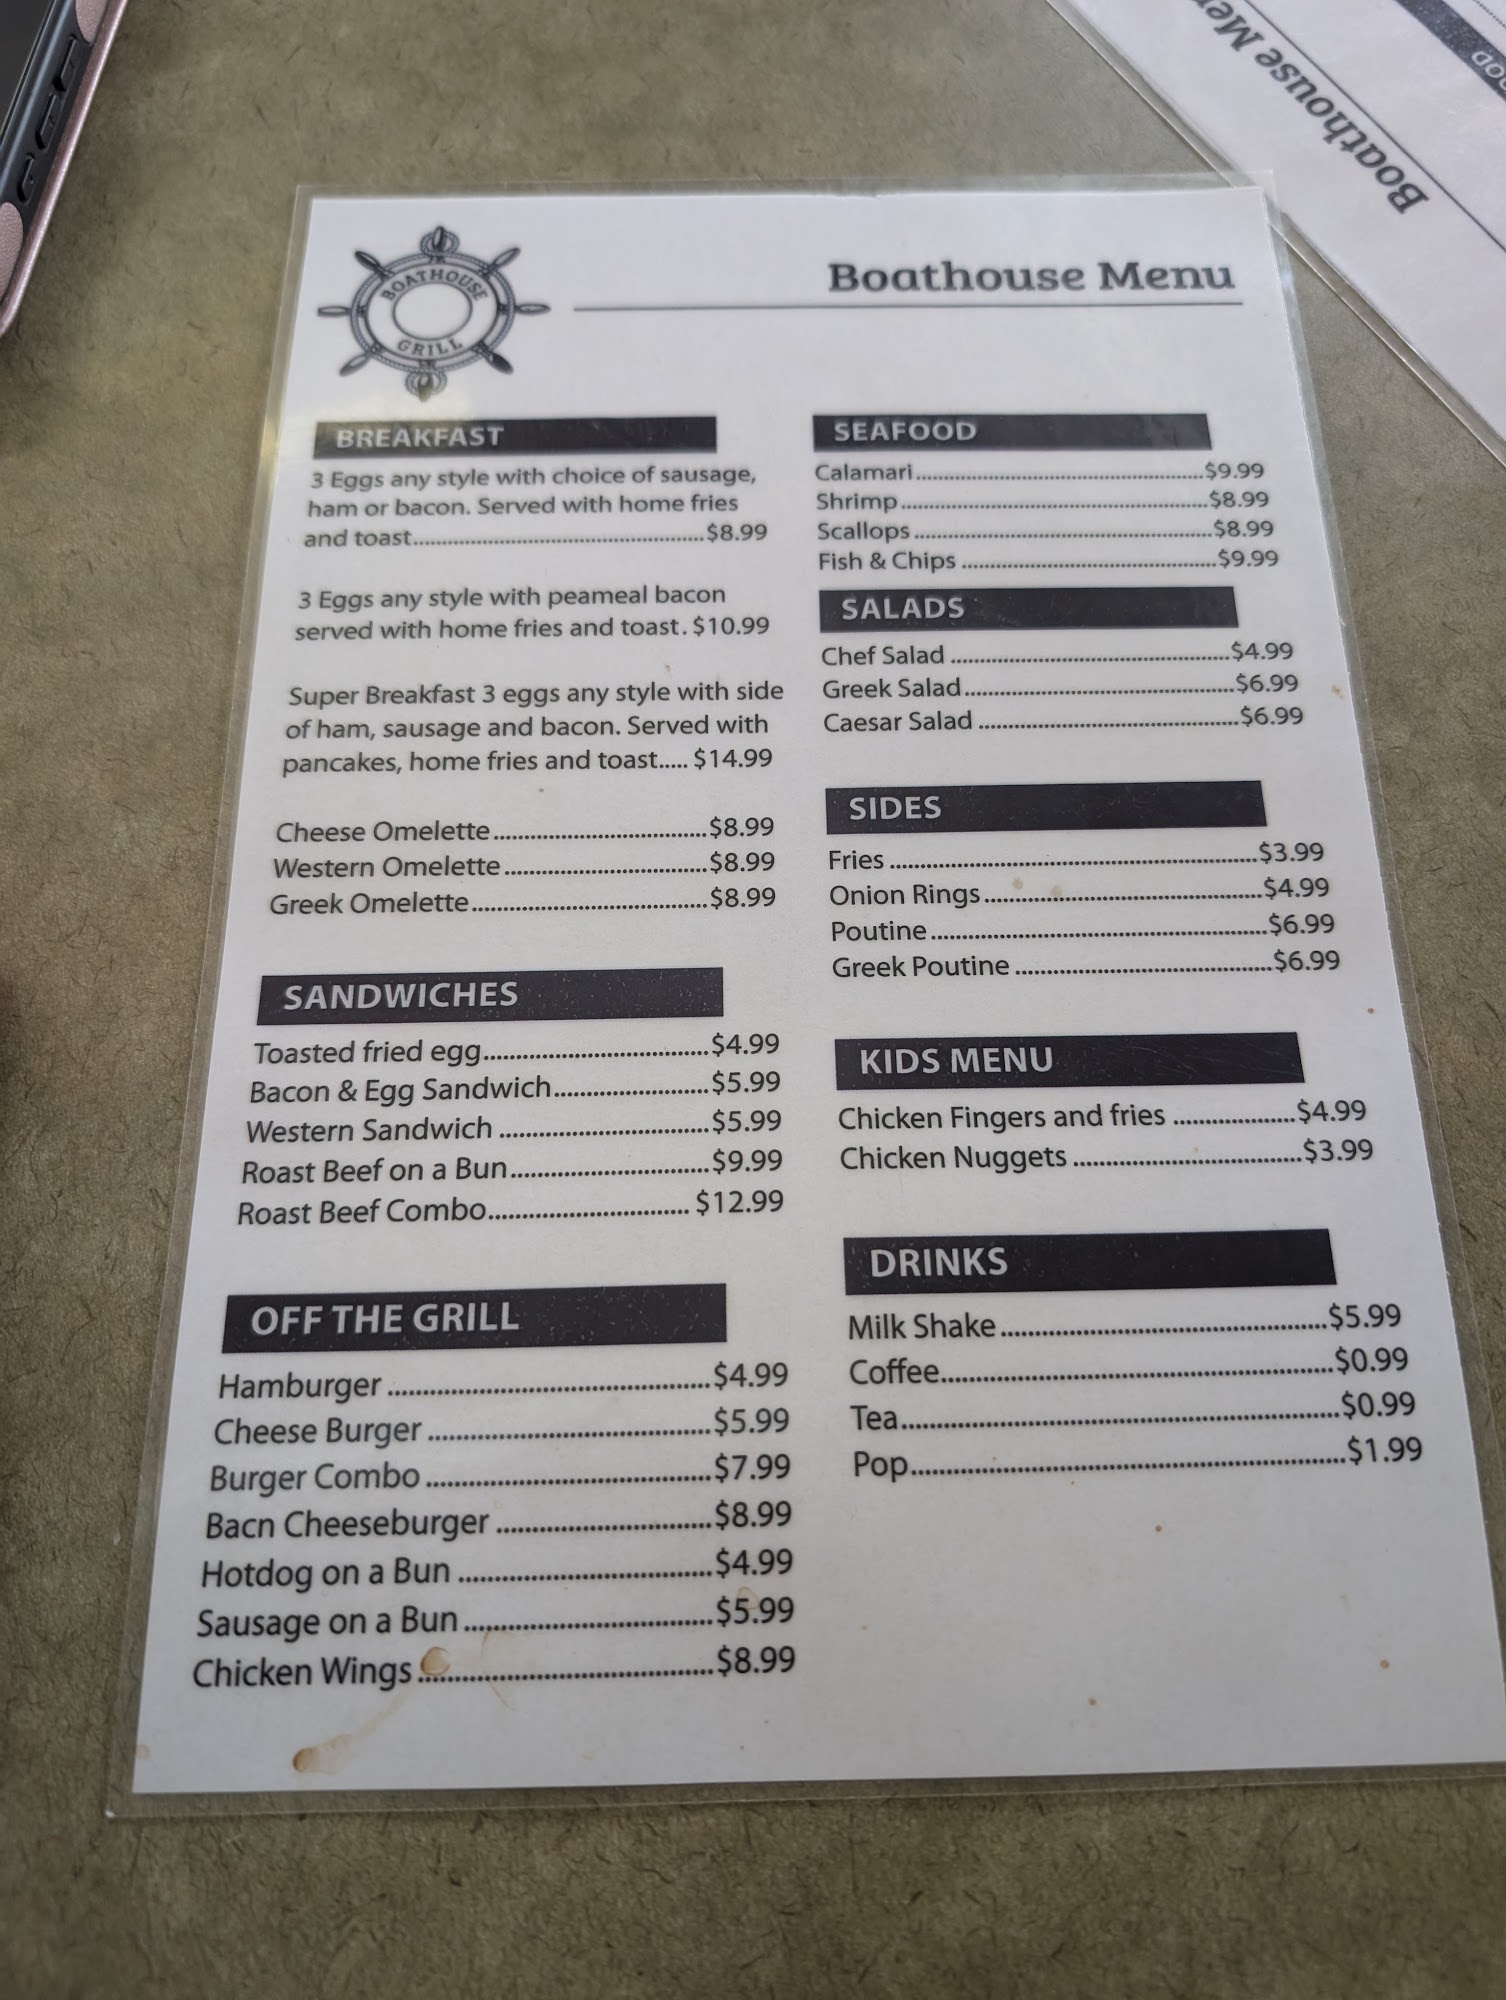 Boathouse Me
OOD
BOATHOUSE
GRILL
Boathouse Menu
BREAKFAST
3 Eggs any style with choice of sausage,
ham or bacon. Served with home fries
and toast........$8.99
3 Eggs any style with peameal bacon
served with home fries and toast. $10.99
Super Breakfast 3 eggs any style with side
of ham, sausage and bacon. Served with
pancakes, home fries and toast..... $14.99
Cheese Omelette........$8.99
Western Omelette........$8.99
Greek Omelette........$8.99
SANDWICHES
Toasted fried egg........$4.99
Bacon & Egg Sandwich........$5.99
Western Sandwich ........$5.99
Roast Beef on a Bun........$9.99
Roast Beef Combo........ $12.99
OFF THE GRILL
Hamburger ........$4.99
Cheese Burger ........$5.99
Burger Combo ........$7.99
Bacn Cheeseburger ........$8.99
Hotdog on a Bun ........$4.99
Sausage on a Bun ........$5.99
Chicken Wings ........$8.99
SEAFOOD
Calamari........$9.99
Shrimp........$8.99
Scallops ........$8.99
Fish & Chips ........$9.99
SALADS
Chef Salad ........$4.99
Greek Salad........$6.99
Caesar Salad ........$6.99
SIDES
Fries ........$3.99
Onion Rings........$4.99
Poutine........$6.99
Greek Poutine ........$6.99
KIDS MENU
Chicken Fingers and fries ........$4.99
Chicken Nuggets ........$3.99
DRINKS
Milk Shake........$5.99
Coffee........$0.99
Tea........$0.99
Pop........$1.99